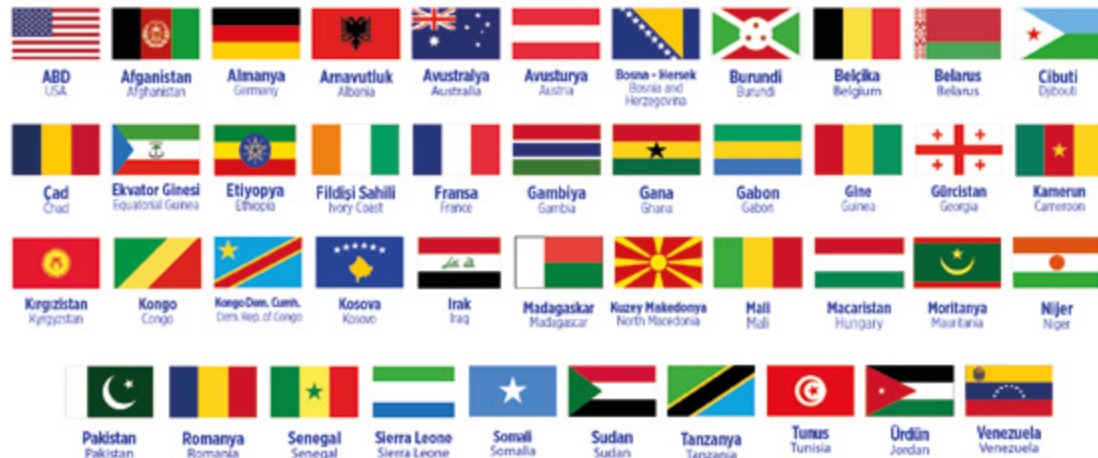 ABD Afganistan Almanya Arnavutluk Avustralya Avusturya Bosna - Hersek Burundi Belçika Belarus Cibuti
USA Afghanistan Germany Albania Australia Austria Bosnia and Burundi Belgium Belarus Djibouti
Herzegovina
Çad Ekvator Ginesi Etiyopya Fildişi Sahili Fransa Gambiya Gana Gabon Gine Gürcistan Kamerun
Chad Equatorial Guinea Ethiopia Ivory Coast France Gambia Ghana Gabon Guinea Georgia Cameroon
Kırgızistan Kongo Kongo Dem. Cumh. Kosova Irak Madagaskar Kuzey Makedonya Mali Macaristan Moritanya Nijer
Kyrgyzstan Congo Dem. Rep. of Congo Kosovo Iraq Madagascar North Macedonia Mali Hungary Mauritania Niger
Pakistan Romanya Senegal Sierra Leone Somali Sudan Tanzanya Tunus Ürdün Venezuela
Pakistan Romania Senegal Sierra Leone Somalia Sudan Tanzania Tunisia Jordan Venezuela